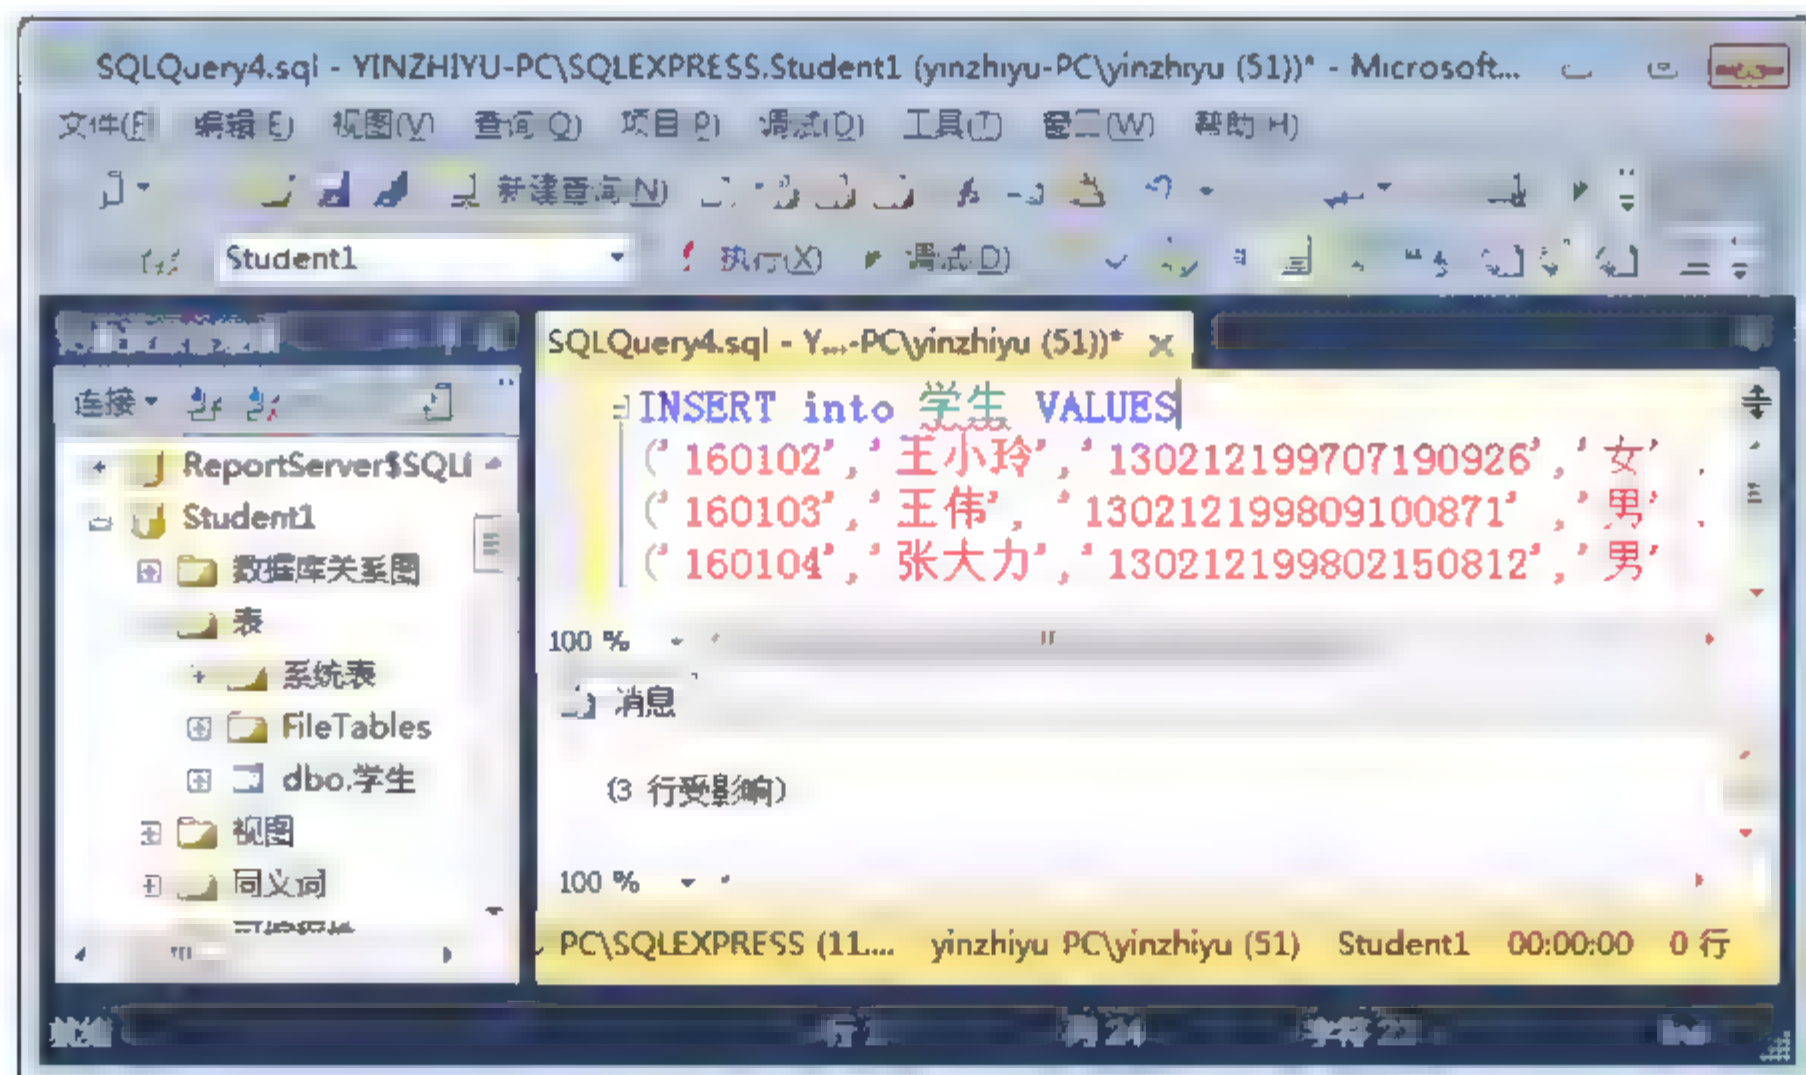 SQLQuery4.sql - YINZHIYU-PC\SQLEXPRESS.Student1 (yinzhiyu-PC\yinzhiyu (51))* - Microsoft...
文件(F) 编辑(E) 视图(V) 查询(Q) 项目(P) 调试(D) 工具(T) 窗口(W) 帮助(H)
新建查询(N)
Student1 执行(X) 调试(D)
SQLQuery4.sql - Y...-PC\yinzhiyu (51))*
连接
INSERT into 学生 VALUES
('160102','王小玲','130212199707190926','女',
('160103','王伟', '130212199809100871' ,'男',
('160104','张大力','130212199802150812','男'
ReportServer$SQL
Student1
数据库关系图
表
系统表
FileTables
dbo.学生
视图
同义词
100 %
消息
(3 行受影响)
100 %
PC\SQLEXPRESS (11.... yinzhiyu PC\yinzhiyu (51) Student1 00:00:00 0 行